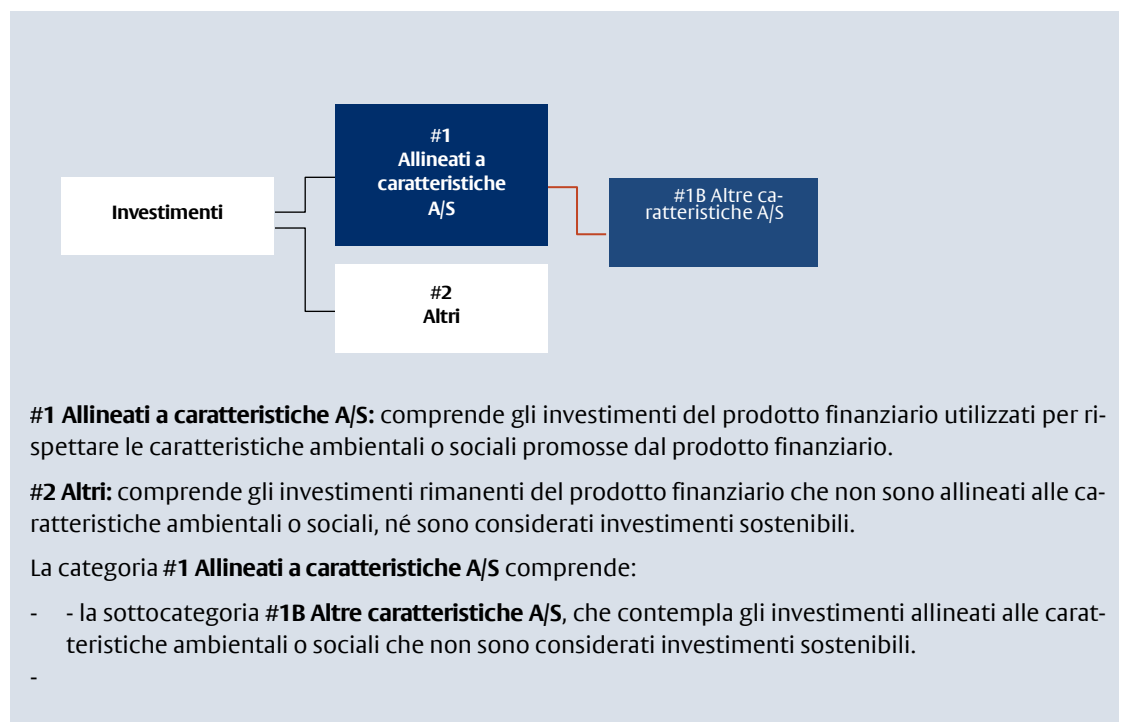 #1
Allineati a
caratteristiche
A/S
Investimenti
#1B Altre ca-
ratteristiche A/S
#2
Altri
#1 Allineati a caratteristiche A/S: comprende gli investimenti del prodotto finanziario utilizzati per ri-
spettare le caratteristiche ambientali o sociali promosse dal prodotto finanziario.
#2 Altri: comprende gli investimenti rimanenti del prodotto finanziario che non sono allineati alle ca-
ratteristiche ambientali o sociali, né sono considerati investimenti sostenibili.
La categoria #1 Allineati a caratteristiche A/S comprende:
- - la sottocategoria #1B Altre caratteristiche A/S, che contempla gli investimenti allineati alle carat-
teristiche ambientali o sociali che non sono considerati investimenti sostenibili.
-